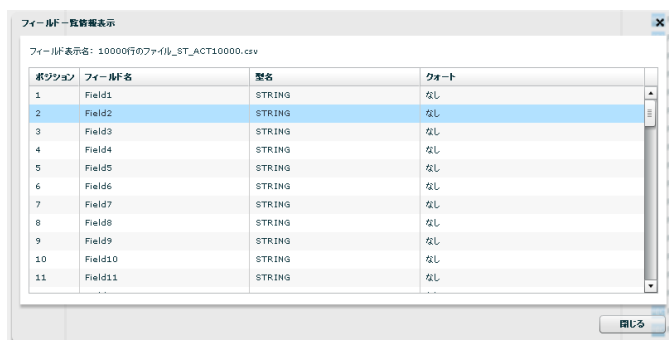 フィールド一覧情報表示
フィールド表示名: 10000行のファイル_ST_ACT10000.csv
ポジション フィールド名 型名 クォート
1 Field1 STRING なし
2 Field2 STRING なし
3 Field3 STRING なし
4 Field4 STRING なし
5 Field5 STRING なし
6 Field6 STRING なし
7 Field7 STRING なし
8 Field8 STRING なし
9 Field9 STRING なし
10 Field10 STRING なし
11 Field11 STRING なし
閉じる